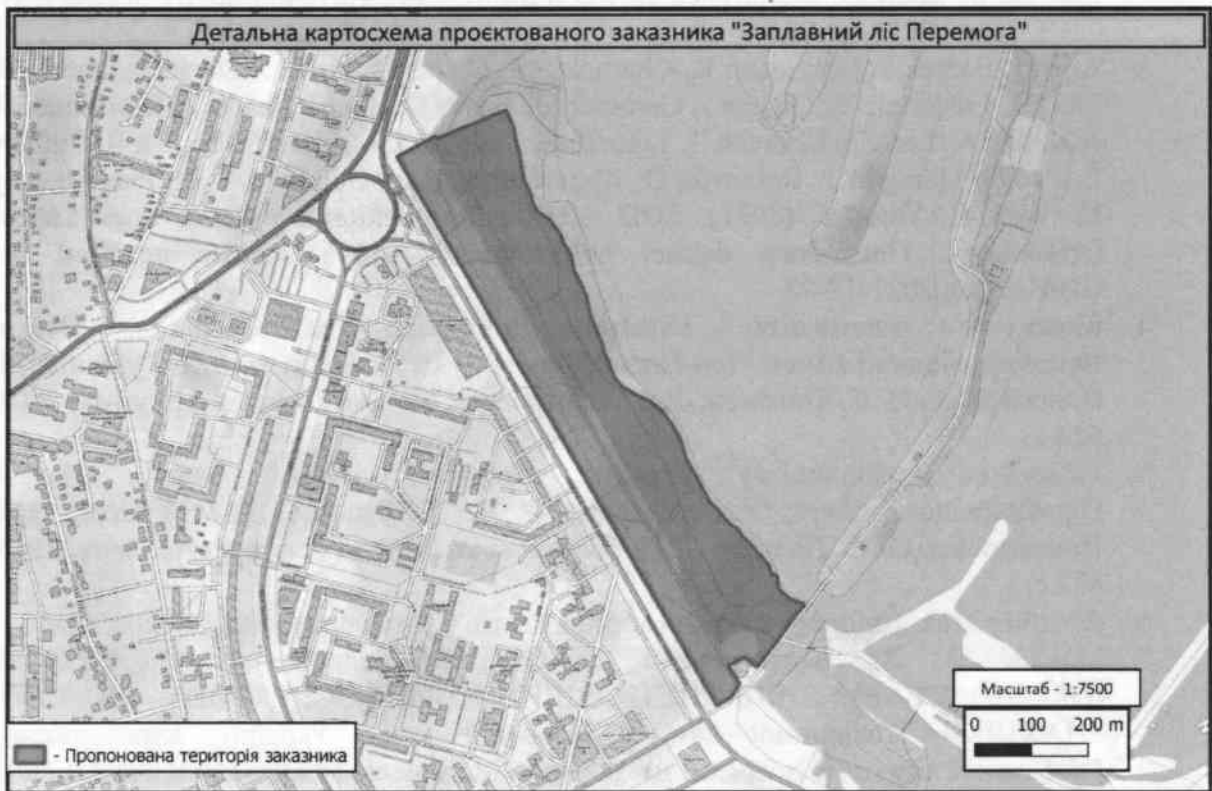 Детальна картосхема проєктованого заказника "Заплавний ліс Перемога"
Масштаб - 1:7500
0 100 200 m
- Пропонована територія заказника